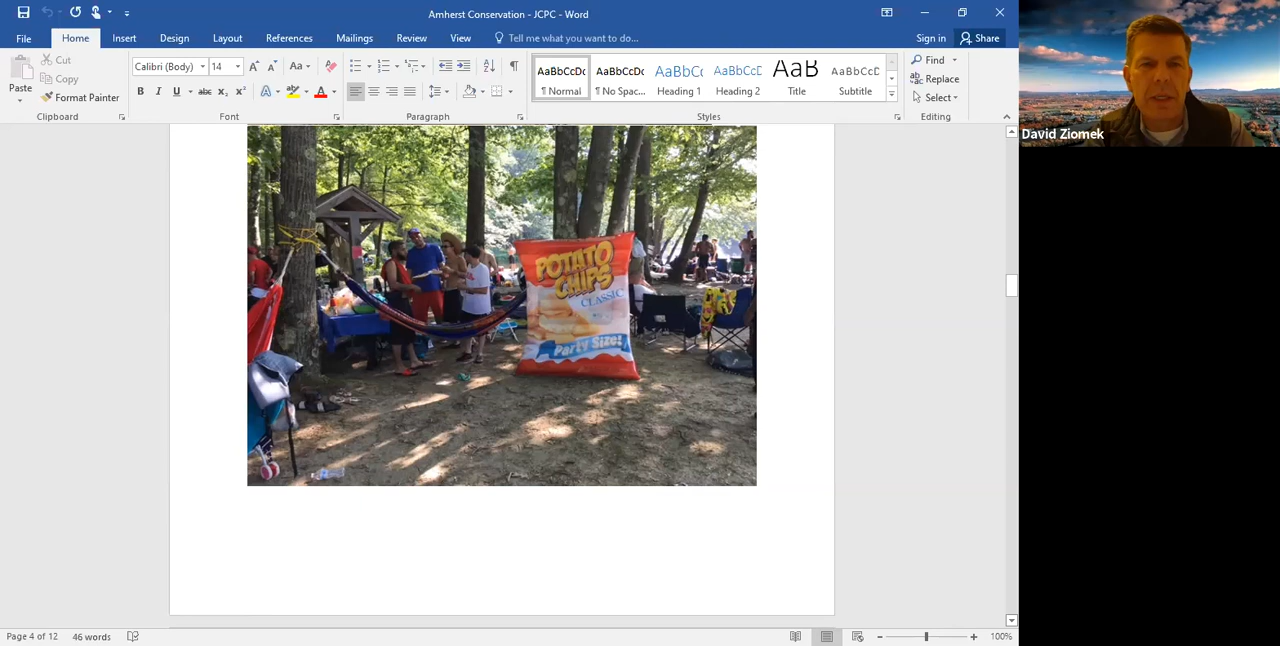 Amherst Conservation - JCPC - Word
File
Home
Insert
Design
Layout
References
Mailings
Review
View
Tell me what you want to do...
Sign in
Share
Paste
Cut
Copy
Format Painter
Clipboard
Calibri (Body)
14
Font
Paragraph
AaBbCcDc
¶ Normal
AaBbCcDc
¶ No Spac...
AaBbCc
Heading 1
AaBbCcD
Heading 2
AaB
Title
AaBbCcD
Subtitle
Styles
Find
Replace
Select
Editing
POTATO
CHIPS
CLASSIC
Party Size!
David Ziomek
Page 4 of 12
46 words
100%